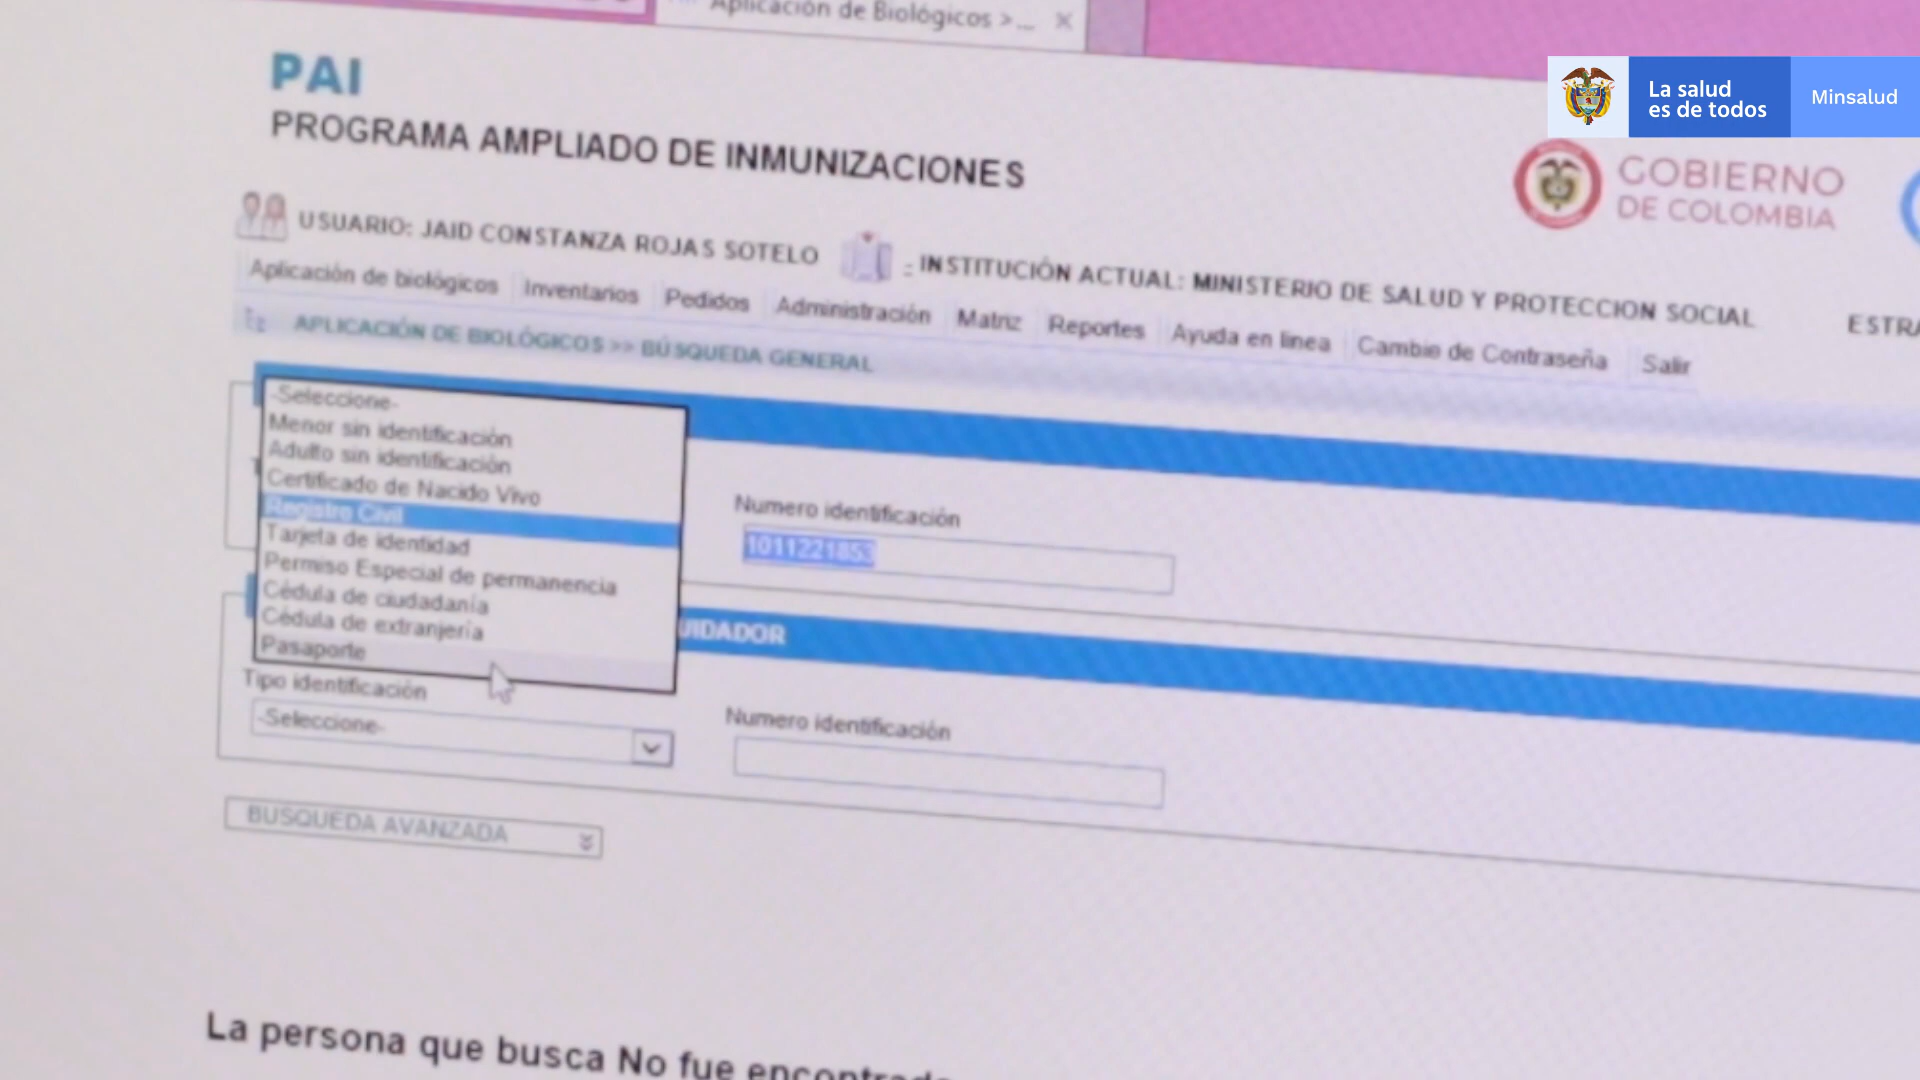 Aplicación de Biológicos >...
PAI
PROGRAMA AMPLIADO DE INMUNIZACIONES
La salud
es de todos
Minsalud
GOBIERNO
DE COLOMBIA
USUARIO: JAID CONSTANZA ROJAS SOTELO
.: INSTITUCIÓN ACTUAL: MINISTERIO DE SALUD Y PROTECCION SOCIAL
ESTRA
Aplicación de biológicos Inventarios Pedidos Administración Matriz Reportes Ayuda en linea Cambio de Contraseña Salir
APLICACIÓN DE BIOLÓGICOS >> BÚSQUEDA GENERAL
-Seleccione-
Menor sin identificación
Adulto sin identificación
Certificado de Nacido Vivo
Registro Civil
Tarjeta de identidad
Permiso Especial de permanencia
Cédula de ciudadanía
Cédula de extranjería
Pasaporte
Numero identificación
1011221853
UIDADOR
Tipo identificación
-Seleccione-
Numero identificación
BUSQUEDA AVANZADA
La persona que busca No fue encontrado